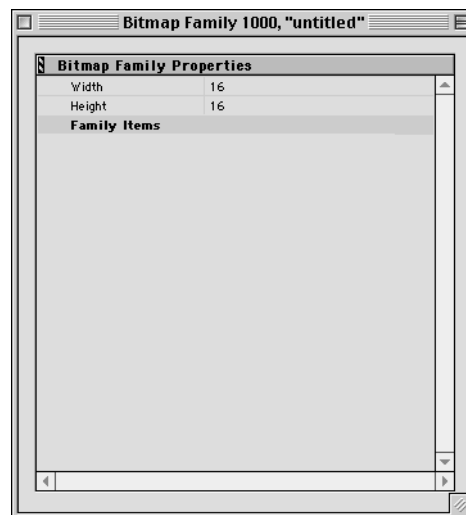 Bitmap Family 1000, "untitled"
Bitmap Family Properties
Width 16
Height 16
Family Items